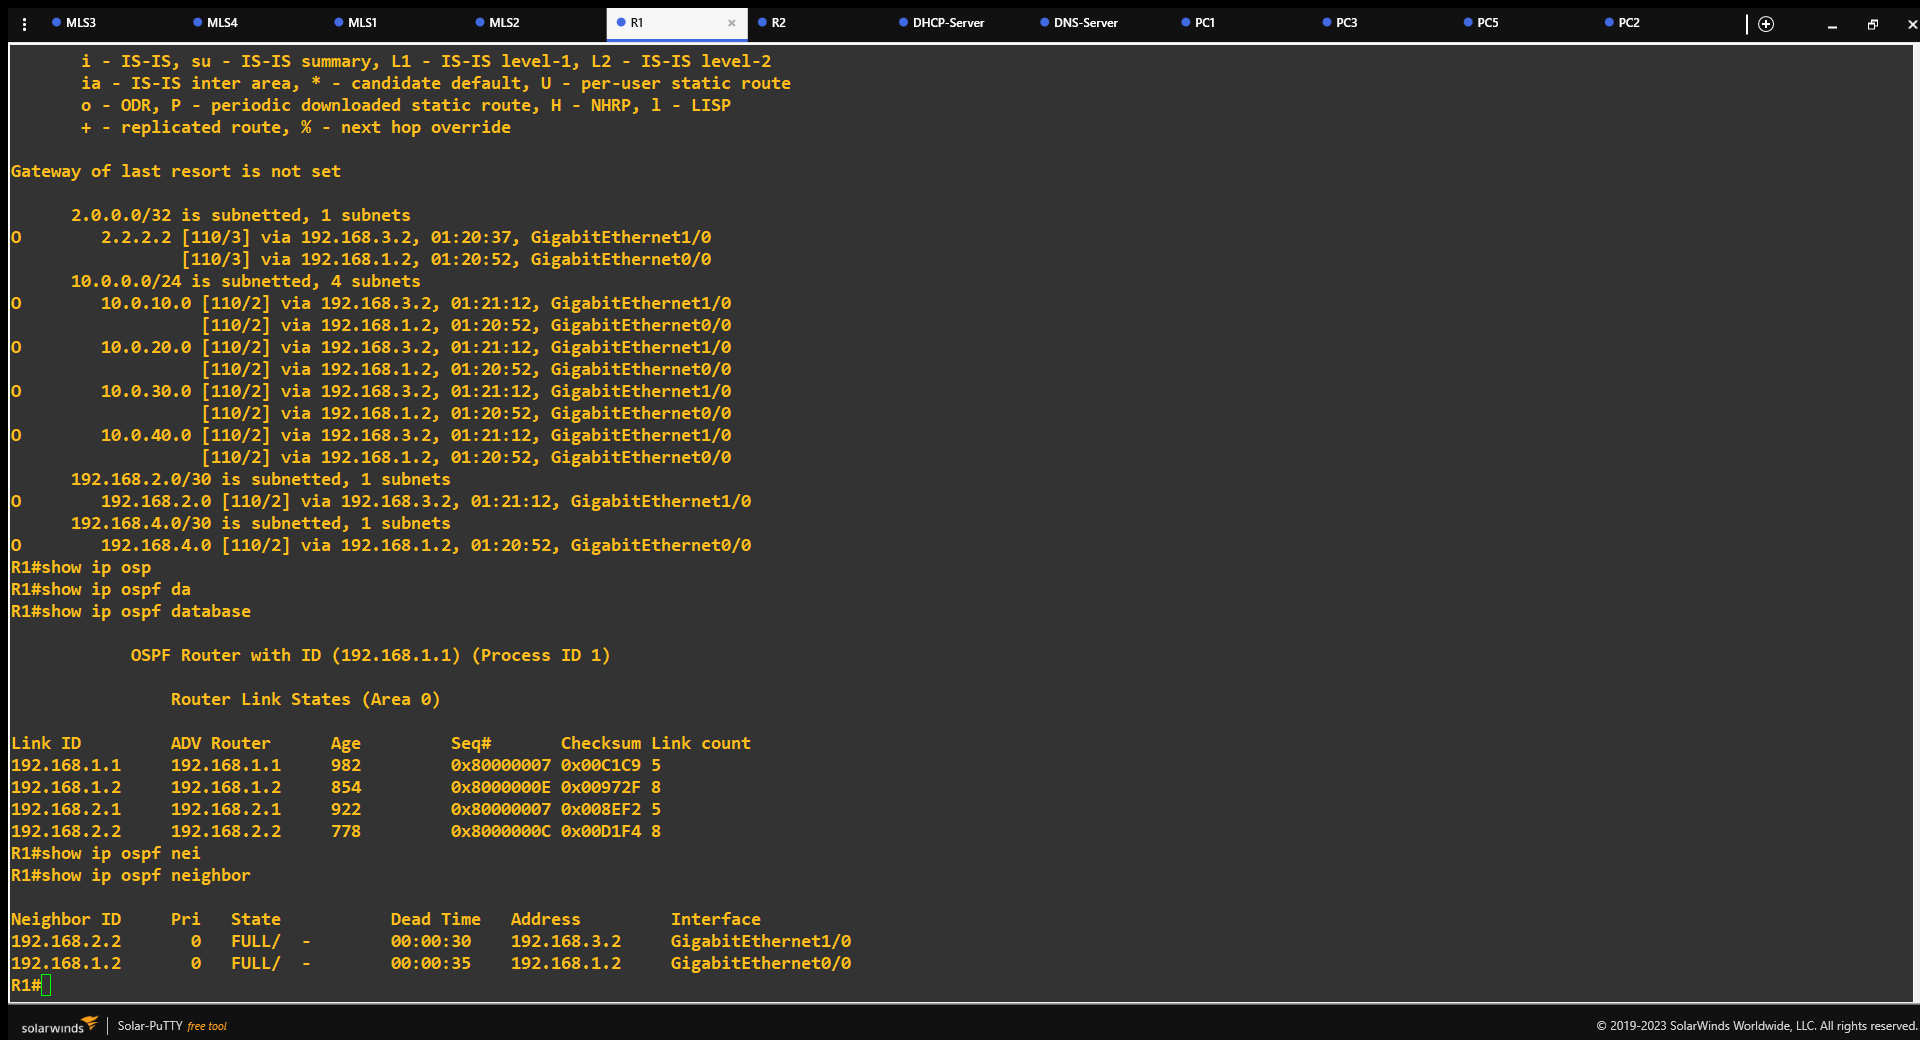 MLS3 MLS4 MLS1 MLS2 R1 × R2 DHCP-Server DNS-Server PC1 PC3 PC5 PC2
i - IS-IS, su - IS-IS summary, L1 - IS-IS level-1, L2 - IS-IS level-2
ia - IS-IS inter area, * - candidate default, U - per-user static route
o - ODR, P - periodic downloaded static route, H - NHRP, l - LISP
+ - replicated route, % - next hop override
Gateway of last resort is not set
2.0.0.0/32 is subnetted, 1 subnets
O 2.2.2.2 [110/3] via 192.168.3.2, 01:20:37, GigabitEthernet1/0
[110/3] via 192.168.1.2, 01:20:52, GigabitEthernet0/0
10.0.0.0/24 is subnetted, 4 subnets
O 10.0.10.0 [110/2] via 192.168.3.2, 01:21:12, GigabitEthernet1/0
[110/2] via 192.168.1.2, 01:20:52, GigabitEthernet0/0
O 10.0.20.0 [110/2] via 192.168.3.2, 01:21:12, GigabitEthernet1/0
[110/2] via 192.168.1.2, 01:20:52, GigabitEthernet0/0
O 10.0.30.0 [110/2] via 192.168.3.2, 01:21:12, GigabitEthernet1/0
[110/2] via 192.168.1.2, 01:20:52, GigabitEthernet0/0
O 10.0.40.0 [110/2] via 192.168.3.2, 01:21:12, GigabitEthernet1/0
[110/2] via 192.168.1.2, 01:20:52, GigabitEthernet0/0
192.168.2.0/30 is subnetted, 1 subnets
O 192.168.2.0 [110/2] via 192.168.3.2, 01:21:12, GigabitEthernet1/0
192.168.4.0/30 is subnetted, 1 subnets
O 192.168.4.0 [110/2] via 192.168.1.2, 01:20:52, GigabitEthernet0/0
R1#show ip osp
R1#show ip ospf da
R1#show ip ospf database
OSPF Router with ID (192.168.1.1) (Process ID 1)
Router Link States (Area 0)
Link ID ADV Router Age Seq# Checksum Link count
192.168.1.1 192.168.1.1 982 0x80000007 0x00C1C9 5
192.168.1.2 192.168.1.2 854 0x8000000E 0x00972F 8
192.168.2.1 192.168.2.1 922 0x80000007 0x008EF2 5
192.168.2.2 192.168.2.2 778 0x8000000C 0x00D1F4 8
R1#show ip ospf nei
R1#show ip ospf neighbor
Neighbor ID Pri State Dead Time Address Interface
192.168.2.2 0 FULL/ - 00:00:30 192.168.3.2 GigabitEthernet1/0
192.168.1.2 0 FULL/ - 00:00:35 192.168.1.2 GigabitEthernet0/0
R1#
solarwinds Solar-PuTTY free tool © 2019-2023 SolarWinds Worldwide, LLC. All rights reserved.